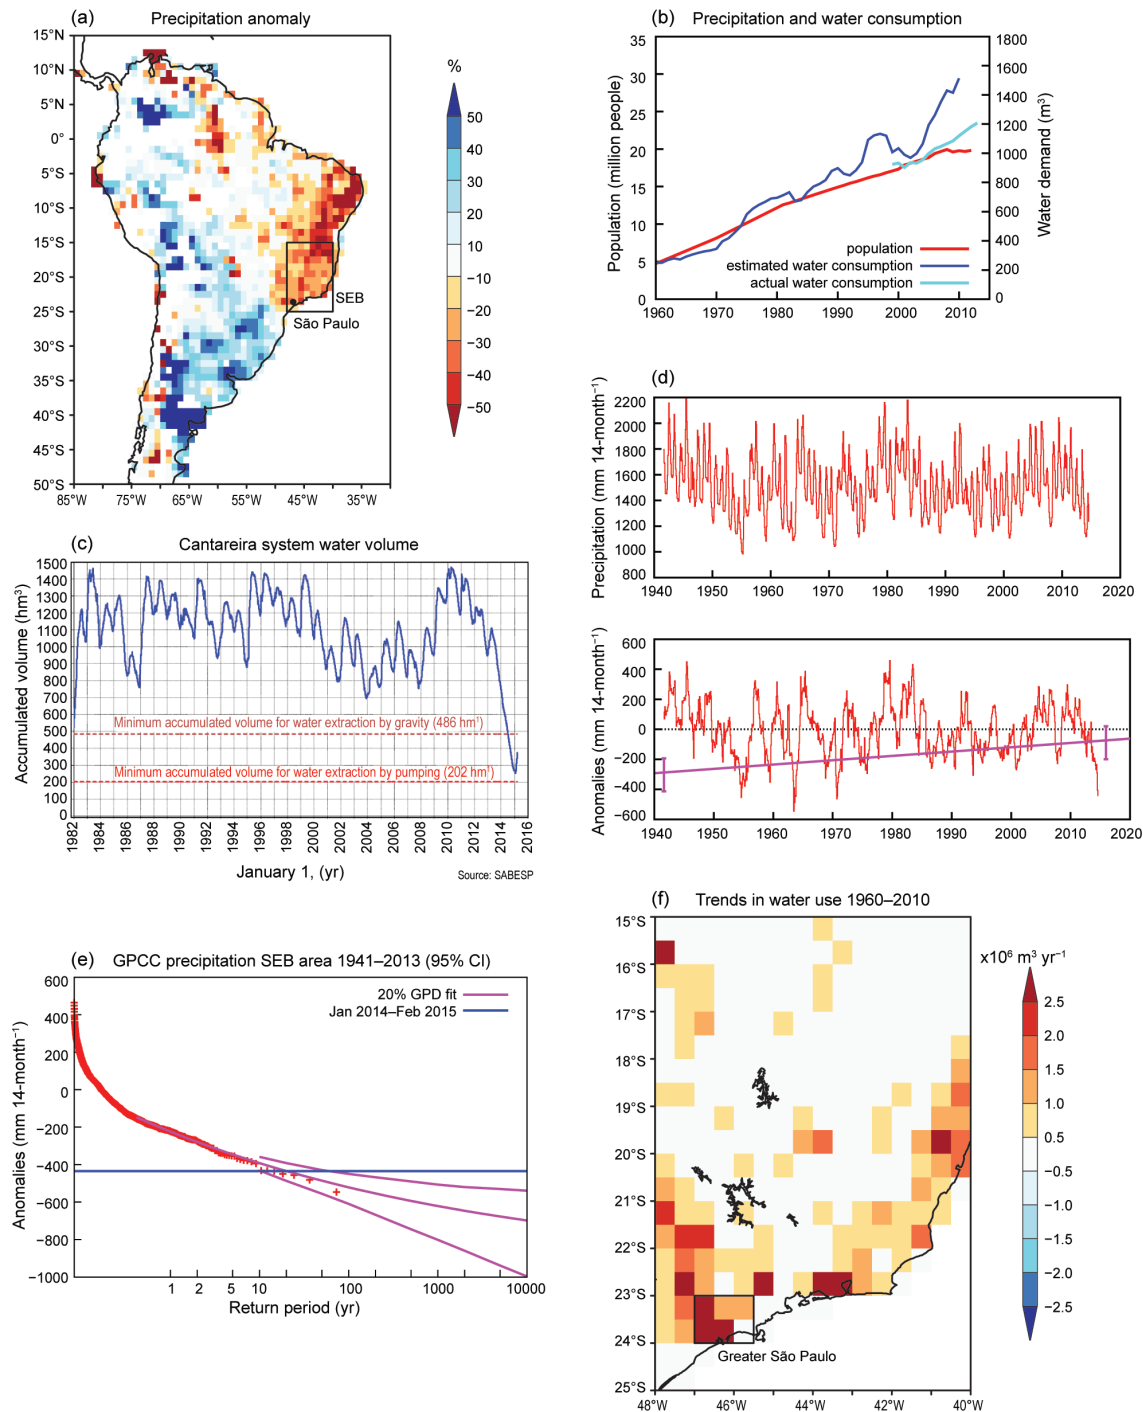 (a) Precipitation anomaly
15°N
10°N
5°N
0°
5°S
10°S
15°S
20°S
25°S
30°S
35°S
40°S
45°S
50°S
85°W 75°W 65°W 55°W 45°W 35°W
SEB
São Paulo
%
50
40
30
20
10
−10
−20
−30
−40
−50
(b) Precipitation and water consumption
Population (million people)
35
30
25
20
15
10
5
0
1960 1970 1980 1990 2000 2010
Water demand (m³)
1800
1600
1400
1200
1000
800
600
400
200
0
population
estimated water consumption
actual water consumption
(c) Cantareira system water volume
Accumulated volume (hm³)
1500
1400
1300
1200
1100
1000
900
800
700
600
500
400
300
200
100
0
Minimum accumulated volume for water extraction by gravity (486 hm¹)
Minimum accumulated volume for water extraction by pumping (202 hm¹)
1982 1984 1986 1988 1990 1992 1994 1996 1998 2000 2002 2004 2006 2008 2010 2012 2014 2016
January 1, (yr)
Source: SABESP
(d)
Precipitation (mm 14-month⁻¹)
2200
2000
1800
1600
1400
1200
1000
800
1940 1950 1960 1970 1980 1990 2000 2010 2020
Anomalies (mm 14-month⁻¹)
600
400
200
0
−200
−400
−600
1940 1950 1960 1970 1980 1990 2000 2010 2020
(e) GPCC precipitation SEB area 1941–2013 (95% CI)
Anomalies (mm 14-month⁻¹)
600
400
200
0
−200
−400
−600
−800
−1000
20% GPD fit
Jan 2014–Feb 2015
1 2 5 10 100 1000 10000
Return period (yr)
(f) Trends in water use 1960–2010
15°S
16°S
17°S
18°S
19°S
20°S
21°S
22°S
23°S
24°S
25°S
48°W 46°W 44°W 42°W 40°W
Greater São Paulo
x10⁶ m³ yr⁻¹
2.5
2.0
1.5
1.0
0.5
−0.5
−1.0
−1.5
−2.0
−2.5